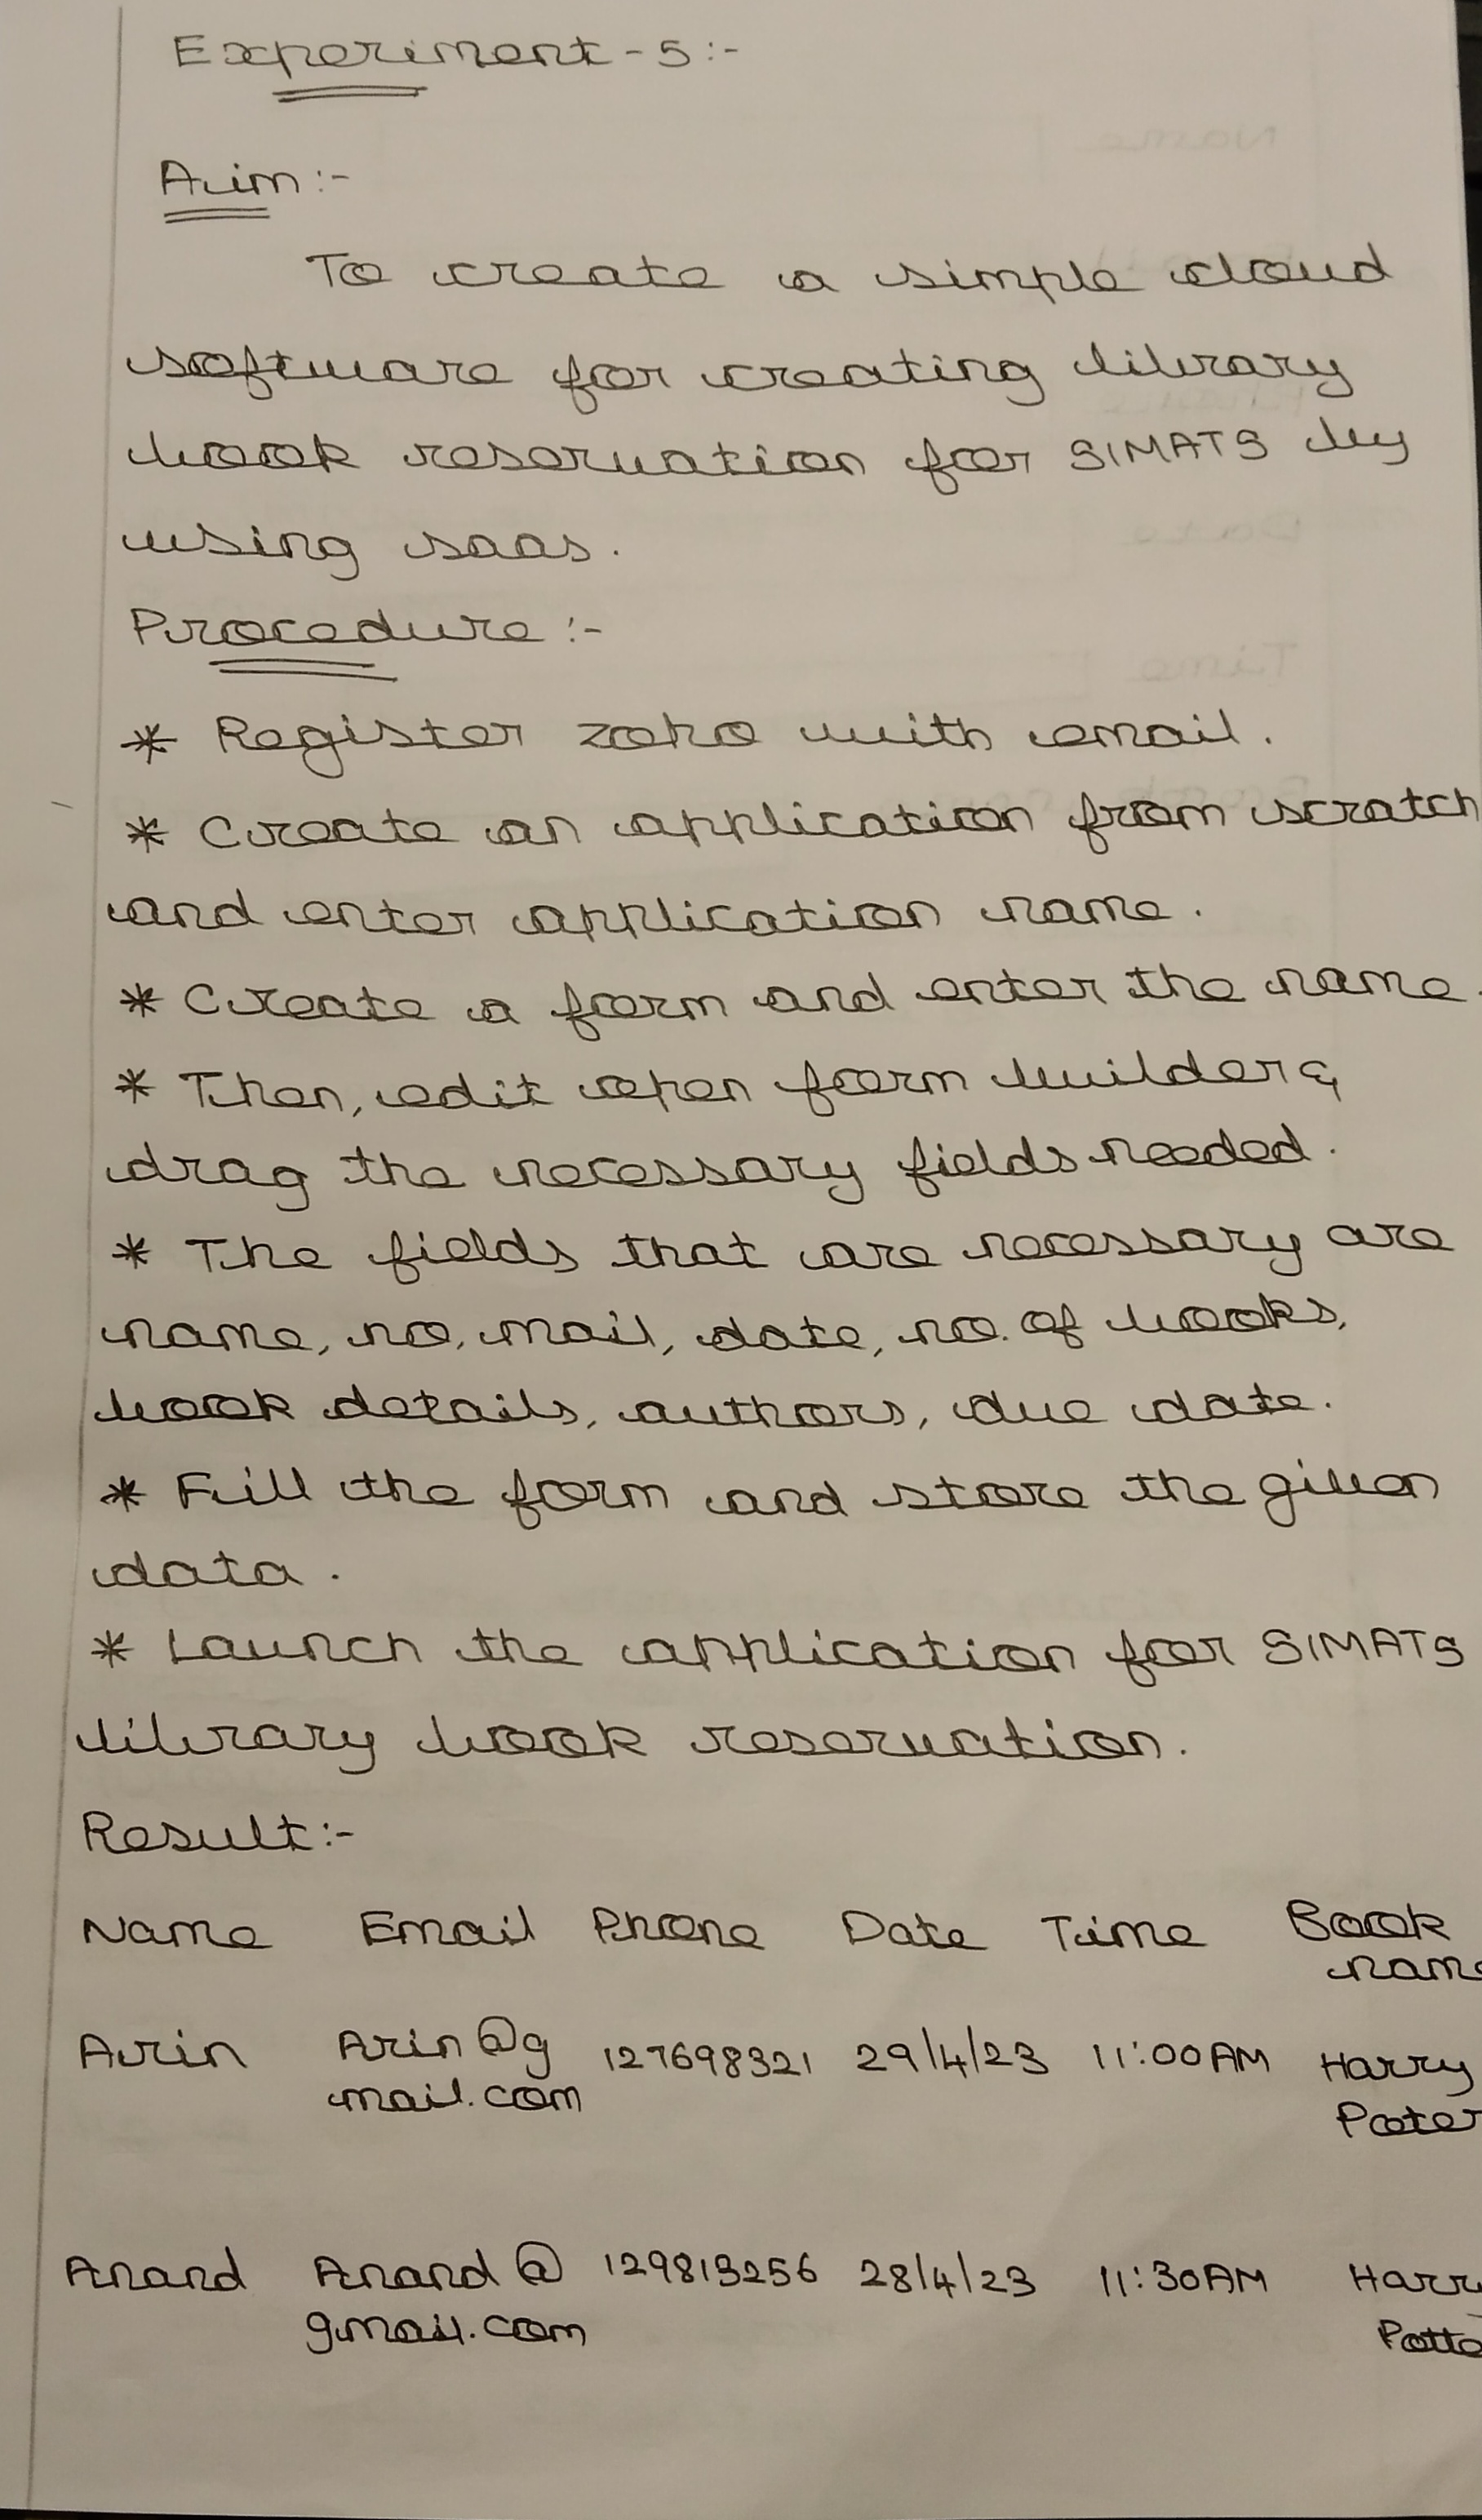 Experiment - 5 :-
Aim :-
To create a simple cloud
software for creating library
book reservation for SIMATS by
using saas.
Procedure :-
* Register zoho with email.
* Create an application from scratch
and enter application name.
* Create a form and enter the name.
* Then, edit open form builder &
drag the necessary fields needed.
* The fields that are necessary are
name, no, mail, date, no. of books,
book details, authors, due date.
* Fill the form and store the given
data.
* Launch the application for SIMATS
library book reservation.
Result :-
Name Email Phone Date Time Book
name
Arin Arin@g 127698321 29/4/23 11:00AM Harry
mail.com Poter
Anand Anand@ 129813256 28/4/23 11:30AM Harr
gmail.com Potte